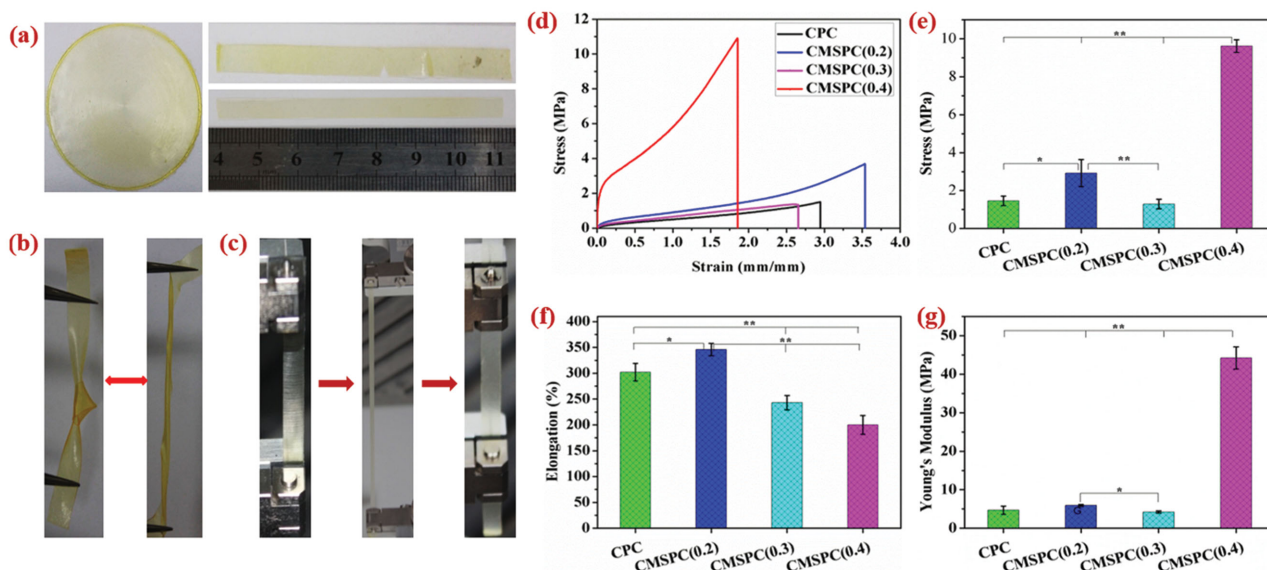 (a)
4 5 6 7 8 9 10 11
(b)
(c)
(d)
Stress (MPa)
12
10
8
6
4
2
0
0.0 0.5 1.0 1.5 2.0 2.5 3.0 3.5 4.0
Strain (mm/mm)
CPC
CMSPC(0.2)
CMSPC(0.3)
CMSPC(0.4)
(e)
Stress (MPa)
10
8
6
4
2
0
**
*
**
CPC CMSPC(0.2) CMSPC(0.3) CMSPC(0.4)
(f)
Elongation (%)
400
350
300
250
200
150
100
50
0
**
*
**
CPC CMSPC(0.2) CMSPC(0.3) CMSPC(0.4)
(g)
Young's Modulus (MPa)
50
40
30
20
10
0
**
*
G
CPC CMSPC(0.2) CMSPC(0.3) CMSPC(0.4)